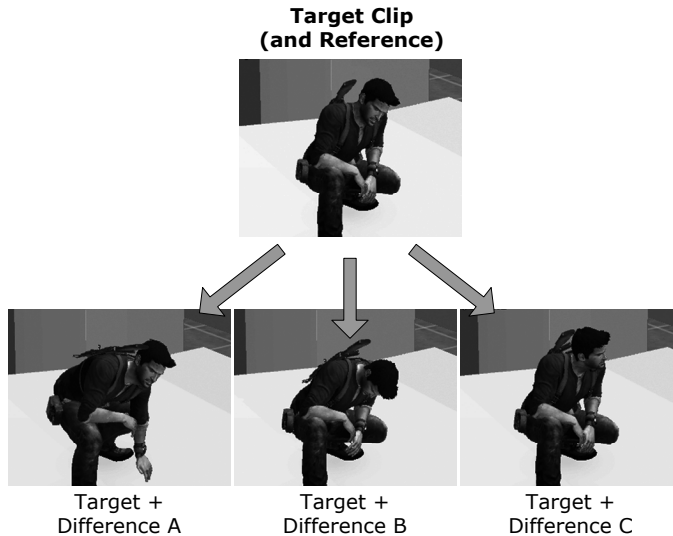 Target Clip
(and Reference)
Target +
Difference A
Target +
Difference B
Target +
Difference C